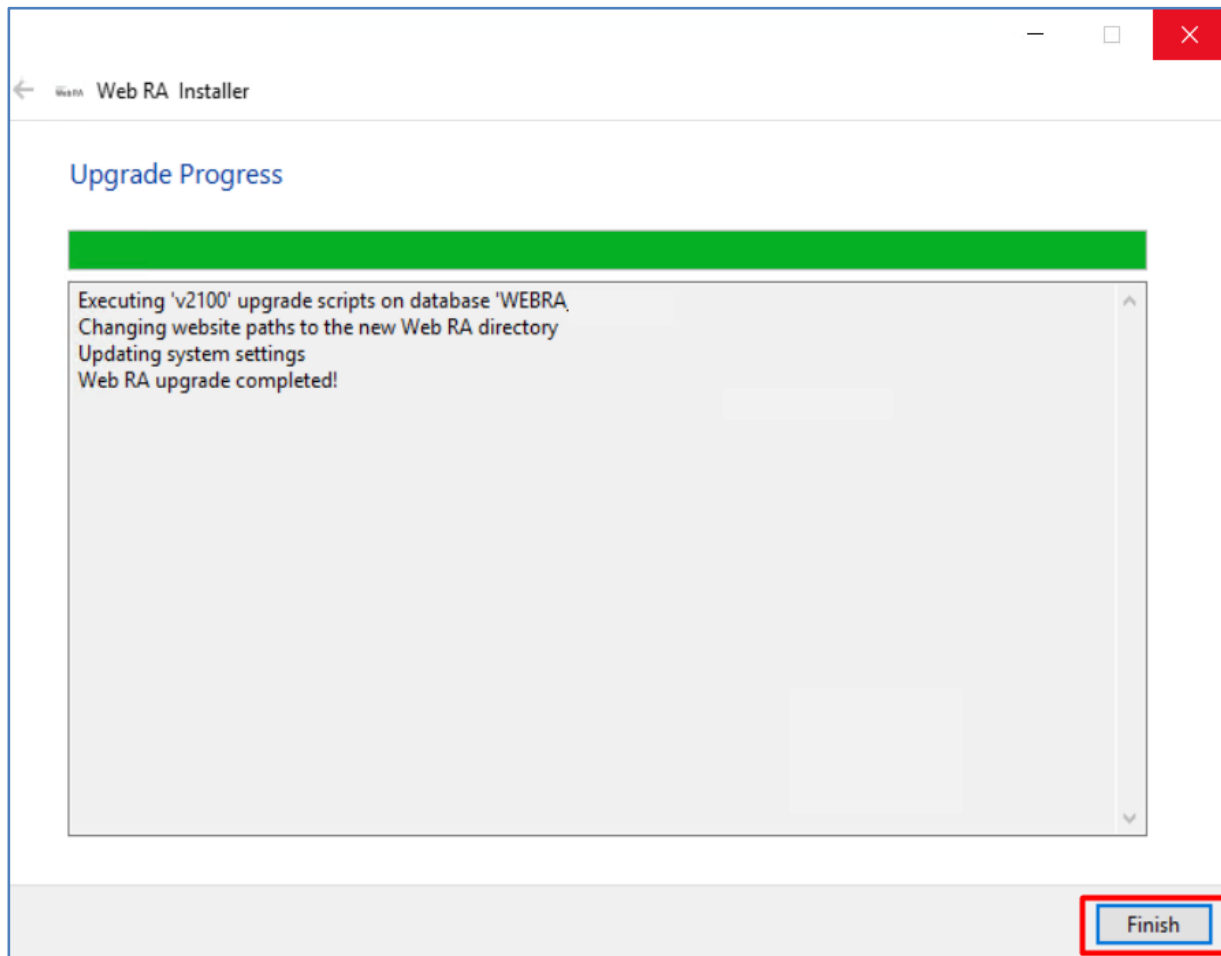 Web RA Installer
Upgrade Progress
Executing 'v2100' upgrade scripts on database 'WEBRA
Changing website paths to the new Web RA directory
Updating system settings
Web RA upgrade completed!
Finish